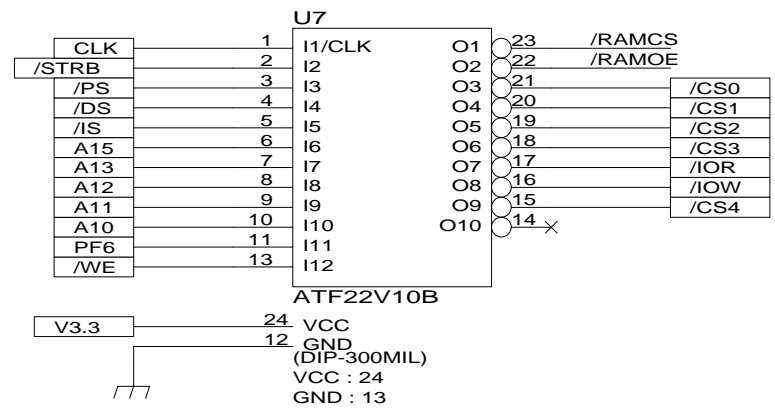 U7
CLK 1 I1/CLK O1 23 /RAMCS
/STRB 2 I2 O2 22 /RAMOE
/PS 3 I3 O3 21 /CS0
/DS 4 I4 O4 20 /CS1
/IS 5 I5 O5 19 /CS2
A15 6 I6 O6 18 /CS3
A13 7 I7 O7 17 /IOR
A12 8 I8 O8 16 /IOW
A11 9 I9 O9 15 /CS4
A10 10 I10 O10 14
PF6 11 I11
/WE 13 I12
ATF22V10B
V3.3 24 VCC
12 GND
(DIP-300MIL)
VCC : 24
GND : 13